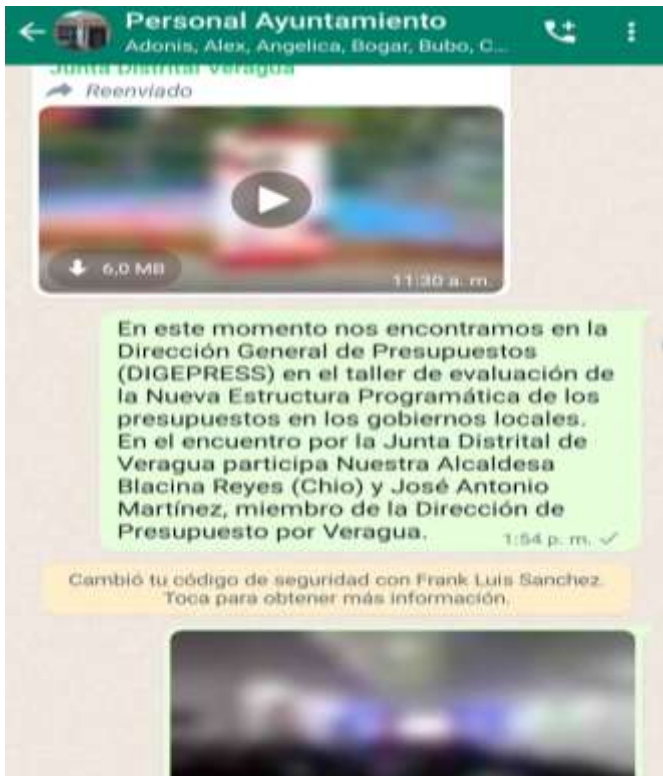 Personal Ayuntamiento
Adonis, Alex, Angelica, Bogar, Bubo, C...
Junta Distrital Veragua
Reenviado
6,0 MB
11:30 a. m.
En este momento nos encontramos en la
Dirección General de Presupuestos
(DIGEPRESS) en el taller de evaluación de
la Nueva Estructura Programática de los
presupuestos en los gobiernos locales.
En el encuentro por la Junta Distrital de
Veragua participa Nuestra Alcaldesa
Blacina Reyes (Chio) y José Antonio
Martínez, miembro de la Dirección de
Presupuesto por Veragua.
1:54 p. m.
Cambió tu código de seguridad con Frank Luis Sanchez.
Toca para obtener más información.